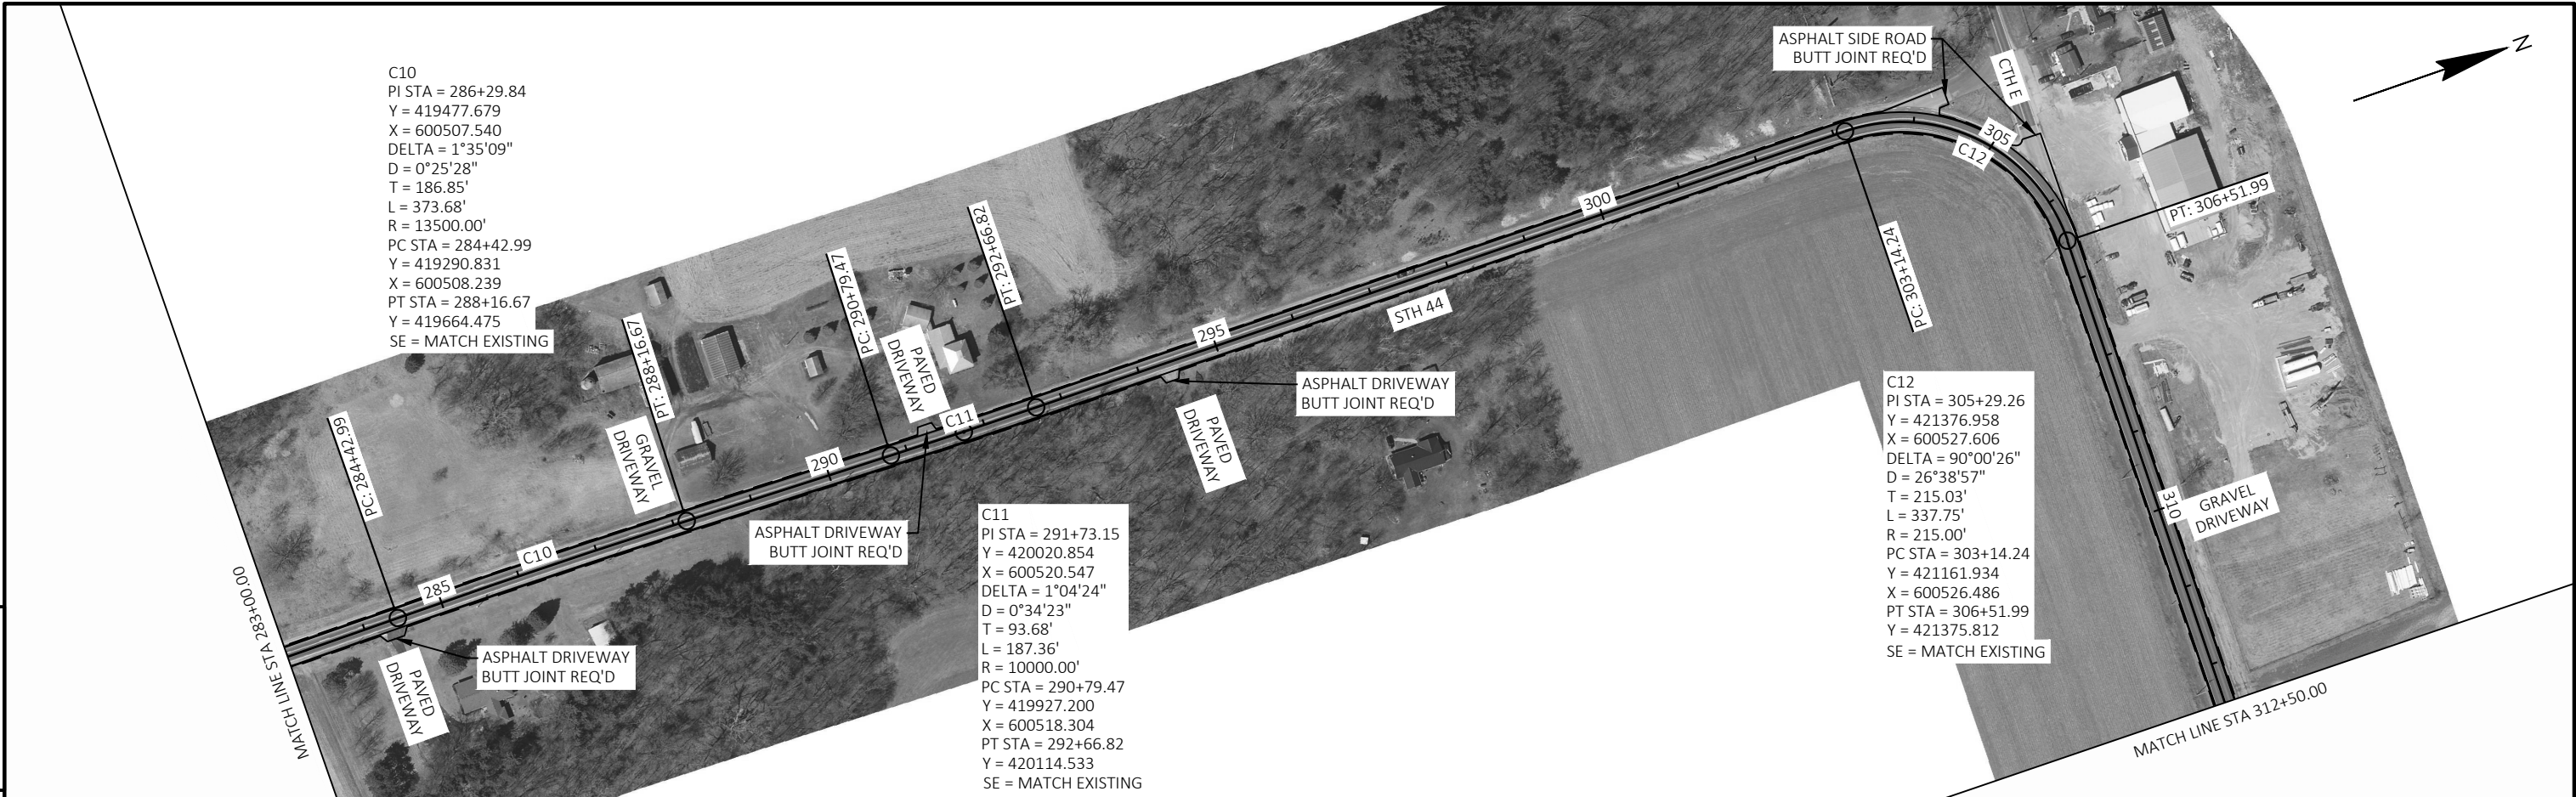 C10
PI STA = 286+29.84
Y = 419477.679
X = 600507.540
DELTA = 1°35'09"
D = 0°25'28"
T = 186.85'
L = 373.68'
R = 13500.00'
PC STA = 284+42.99
Y = 419290.831
X = 600508.239
PT STA = 288+16.67
Y = 419664.475
SE = MATCH EXISTING
MATCH LINE STA 283+00.00
PC: 284+42.99
285
C10
PAVED
DRIVEWAY
ASPHALT DRIVEWAY
BUTT JOINT REQ'D
GRAVEL
DRIVEWAY
PT: 288+16.67
290
PC: 290+79.47
PAVED
DRIVEWAY
C11
ASPHALT DRIVEWAY
BUTT JOINT REQ'D
PT: 292+66.82
C11
PI STA = 291+73.15
Y = 420020.854
X = 600520.547
DELTA = 1°04'24"
D = 0°34'23"
T = 93.68'
L = 187.36'
R = 10000.00'
PC STA = 290+79.47
Y = 419927.200
X = 600518.304
PT STA = 292+66.82
Y = 420114.533
SE = MATCH EXISTING
295
PAVED
DRIVEWAY
ASPHALT DRIVEWAY
BUTT JOINT REQ'D
STH 44
300
ASPHALT SIDE ROAD
BUTT JOINT REQ'D
CTH E
305
C12
PC: 303+14.24
PT: 306+51.99
N
C12
PI STA = 305+29.26
Y = 421376.958
X = 600527.606
DELTA = 90°00'26"
D = 26°38'57"
T = 215.03'
L = 337.75'
R = 215.00'
PC STA = 303+14.24
Y = 421161.934
X = 600526.486
PT STA = 306+51.99
Y = 421375.812
SE = MATCH EXISTING
310
GRAVEL
DRIVEWAY
MATCH LINE STA 312+50.00